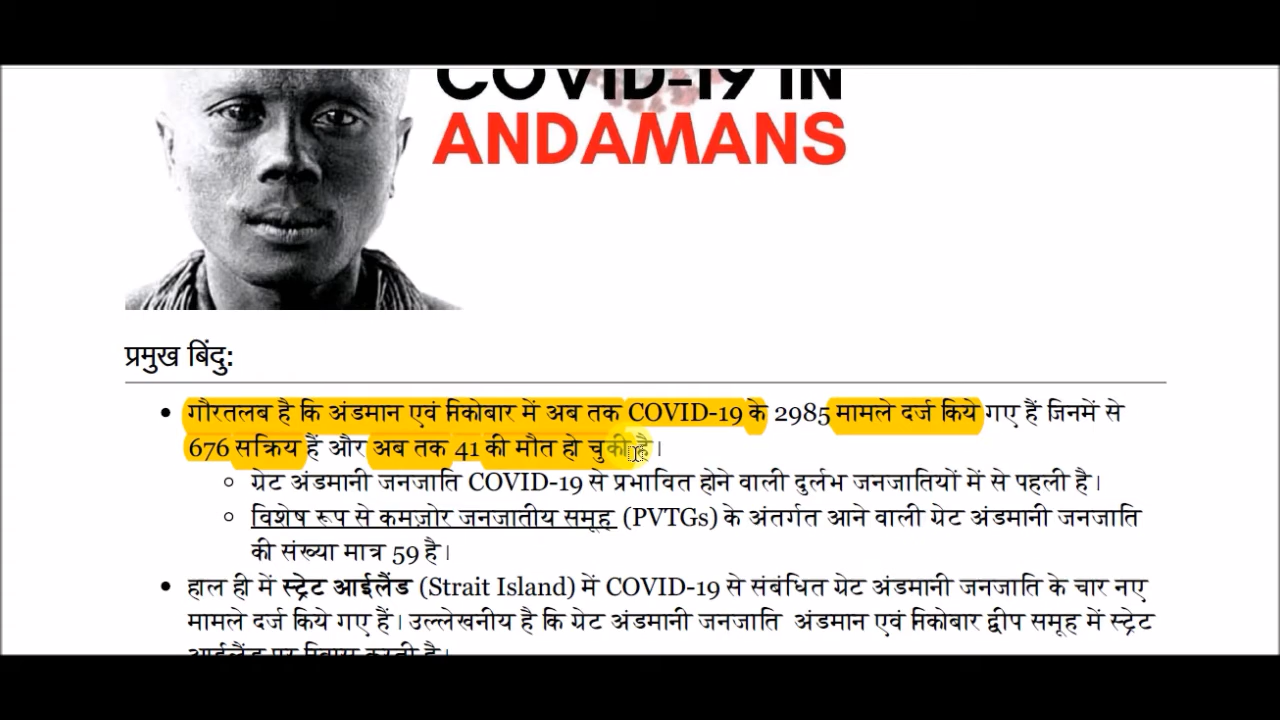 COVID-19 IN
ANDAMANS
प्रमुख बिंदु:
गौरतलब है कि अंडमान एवं निकोबार में अब तक COVID-19 के 2985 मामले दर्ज किये गए हैं जिनमें से
676 सक्रिय हैं और अब तक 41 की मौत हो चुकी है।
ग्रेट अंडमानी जनजाति COVID-19 से प्रभावित होने वाली दुर्लभ जनजातियों में से पहली है।
विशेष रूप से कमज़ोर जनजातीय समूह (PVTGs) के अंतर्गत आने वाली ग्रेट अंडमानी जनजाति
की संख्या मात्र 59 है।
हाल ही में स्ट्रेट आईलैंड (Strait Island) में COVID-19 से संबंधित ग्रेट अंडमानी जनजाति के चार नए
मामले दर्ज किये गए हैं। उल्लेखनीय है कि ग्रेट अंडमानी जनजाति अंडमान एवं निकोबार द्वीप समूह में स्ट्रेट
आईलैंड पर निवास करती है।